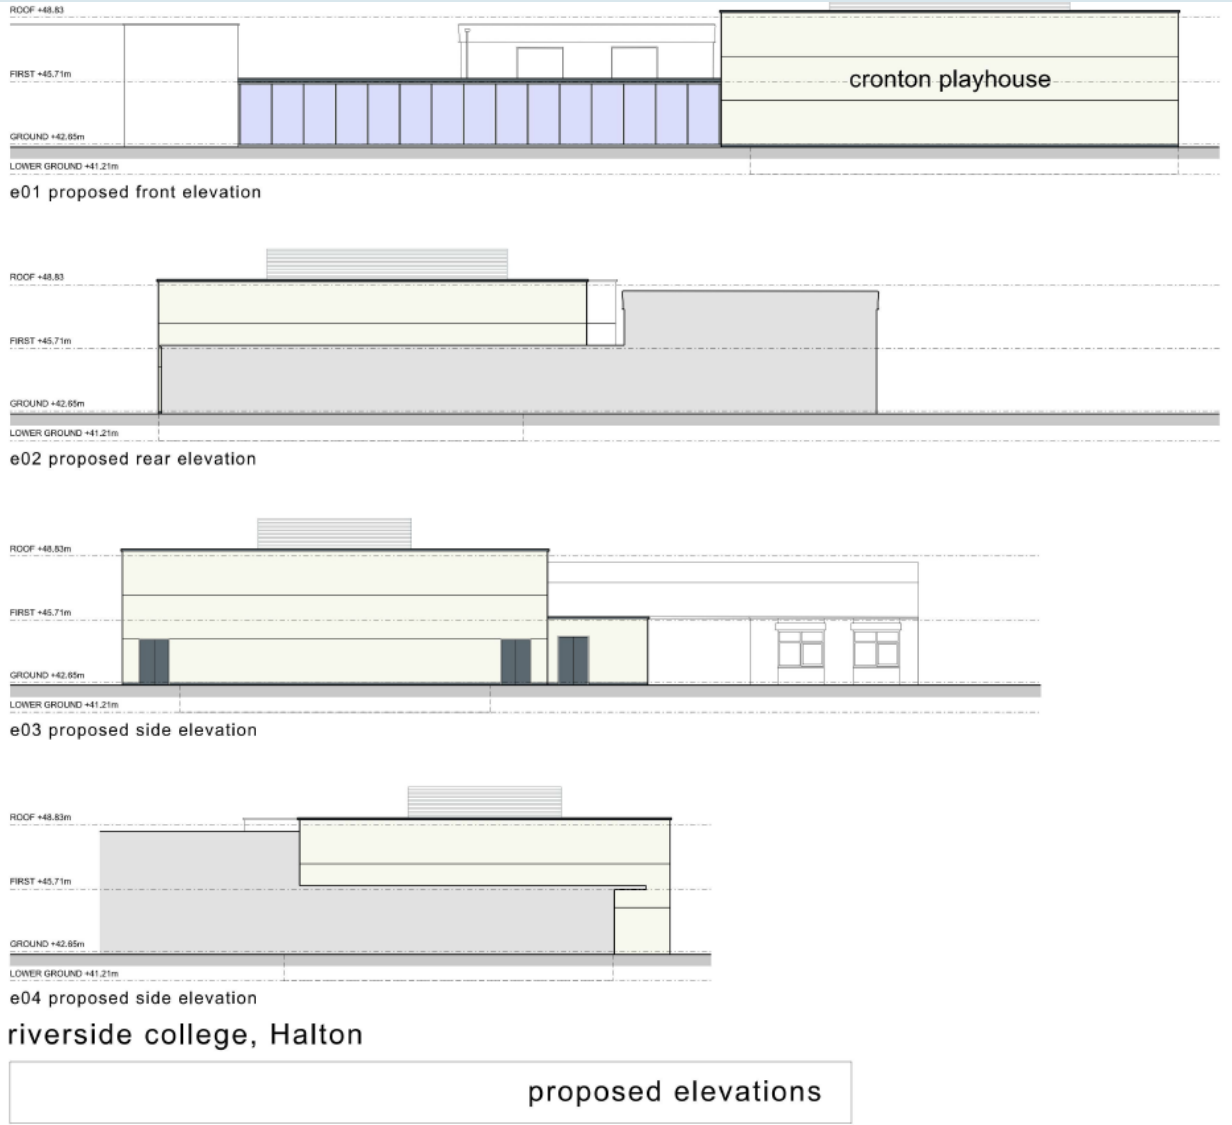 ROOF +48.83
FIRST +45.71m
cronton playhouse
GROUND +42.65m
LOWER GROUND +41.21m
e01 proposed front elevation
ROOF +48.83
FIRST +45.71m
GROUND +42.65m
LOWER GROUND +41.21m
e02 proposed rear elevation
ROOF +48.83m
FIRST +45.71m
GROUND +42.65m
LOWER GROUND +41.21m
e03 proposed side elevation
ROOF +48.83m
FIRST +45.71m
GROUND +42.65m
LOWER GROUND +41.21m
e04 proposed side elevation
riverside college, Halton
proposed elevations